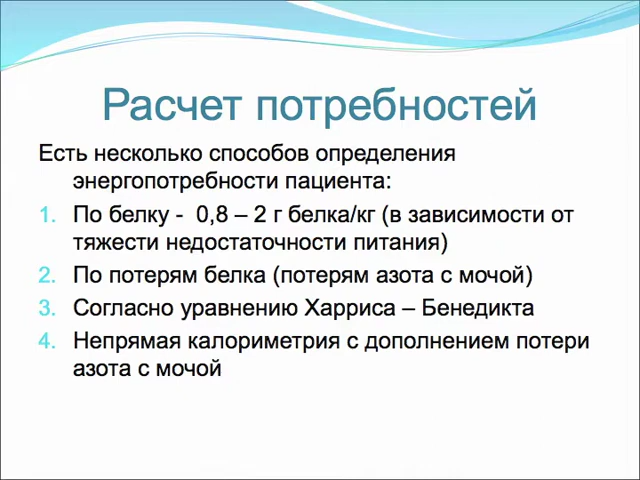 Расчет потребностей
Есть несколько способов определения
энергопотребности пациента:
1. По белку - 0,8 – 2 г белка/кг (в зависимости от
тяжести недостаточности питания)
2. По потерям белка (потерям азота с мочой)
3. Согласно уравнению Харриса – Бенедикта
4. Непрямая калориметрия с дополнением потери
азота с мочой